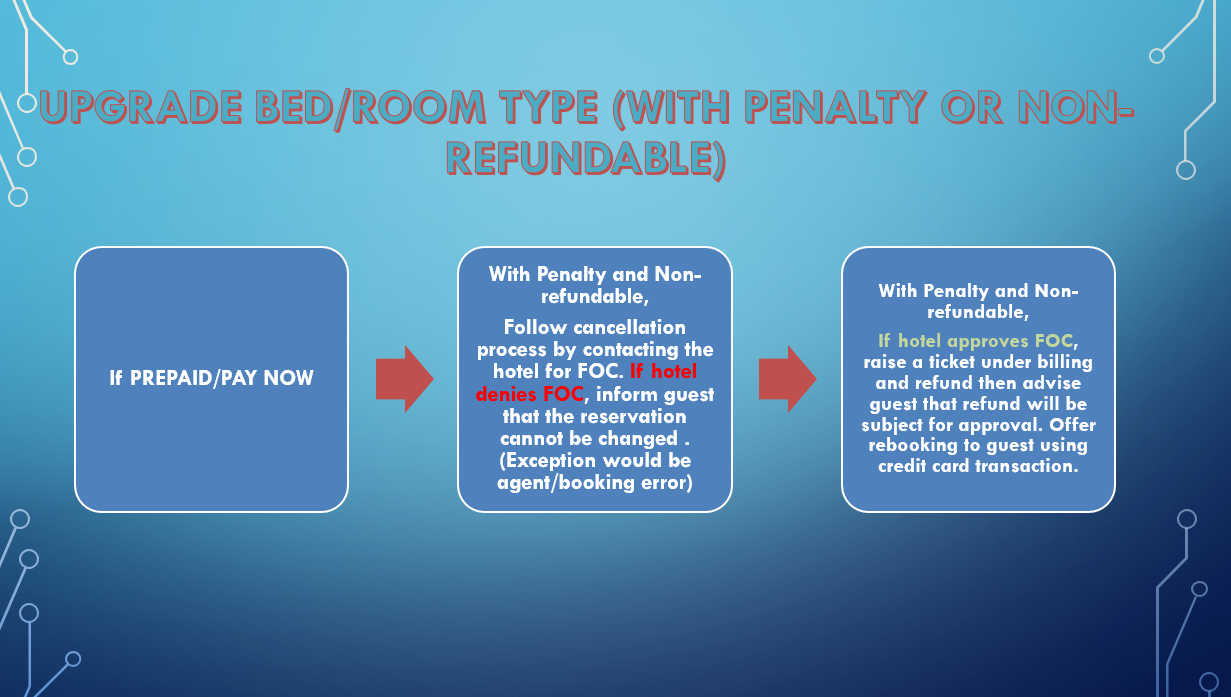 UPGRADE BED/ROOM TYPE (WITH PENALTY OR NON-
REFUNDABLE)
If PREPAID/PAY NOW
With Penalty and Non-
refundable,
Follow cancellation
process by contacting the
hotel for FOC. If hotel
denies FOC, inform guest
that the reservation
cannot be changed .
(Exception would be
agent/booking error)
With Penalty and Non-
refundable,
If hotel approves FOC,
raise a ticket under billing
and refund then advise
guest that refund will be
subject for approval. Offer
rebooking to guest using
credit card transaction.